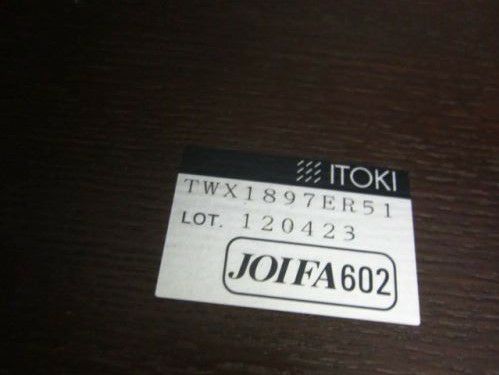 ITOKI
TWX1897ER51
LOT. 120423
JOIFA602